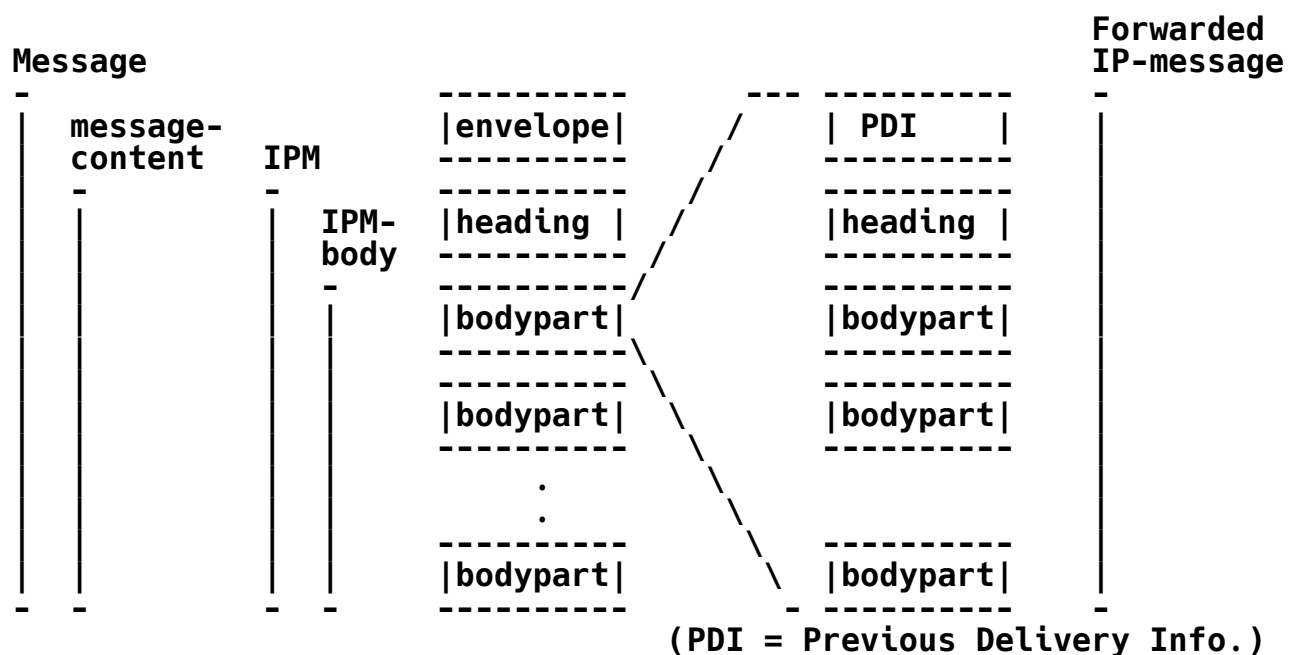 Forwarded
Message                                                 IP-message
-                     ----------      --- ----------    -
|  message-           |envelope|     /    | PDI    |    |
|  content   IPM      ----------    /     ----------    |
|  -         -        ----------   /      ----------    |
|  |         |  IPM-  |heading |  /       |heading |    |
|  |         |  body  ---------- /        ----------    |
|  |         |  -     ----------/         ----------    |
|  |         |  |     |bodypart|          |bodypart|    |
|  |         |  |     ----------\         ----------    |
|  |         |  |     ---------- \        ----------    |
|  |         |  |     |bodypart|  \       |bodypart|    |
|  |         |  |     ----------   \      ----------    |
|  |         |  |          .        \                   |
|  |         |  |          .         \                  |
|  |         |  |     ----------      \   ----------    |
|  |         |  |     |bodypart|       \  |bodypart|    |
-  -         -  -     ----------        - ----------    -
                                  (PDI = Previous Delivery Info.)